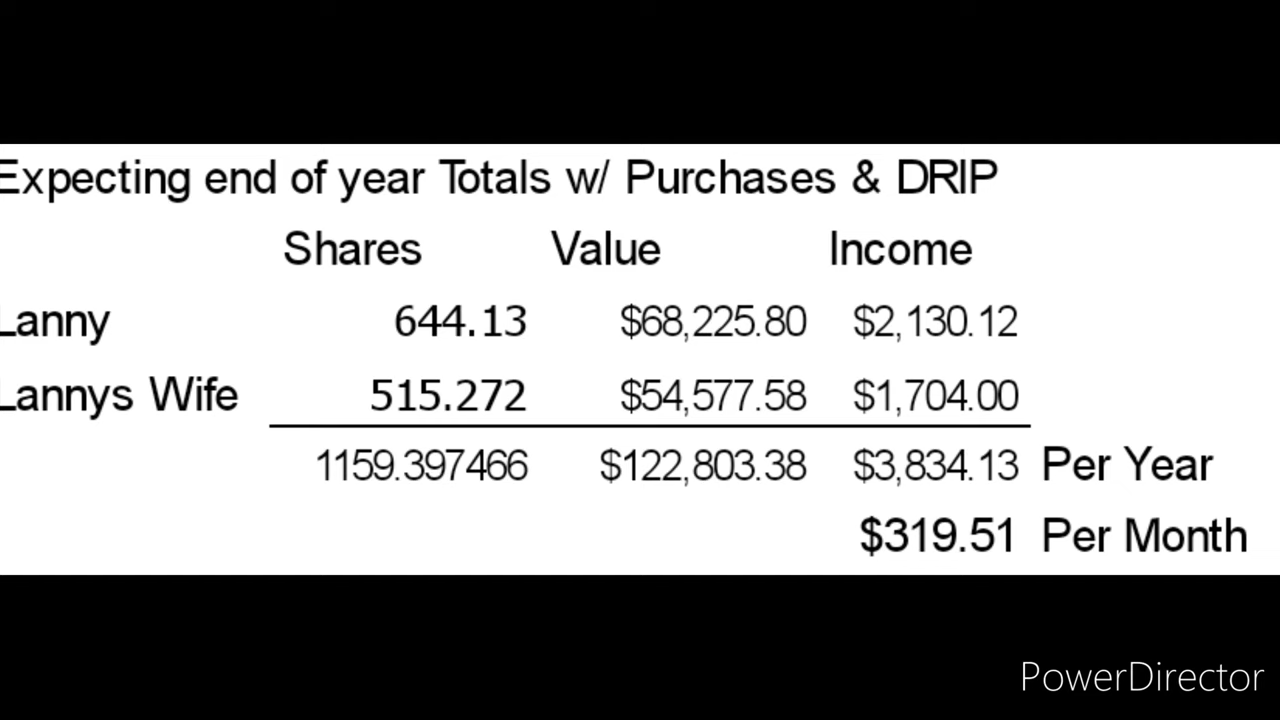 Expecting end of year Totals w/ Purchases & DRIP
Shares Value Income
Lanny 644.13 $68,225.80 $2,130.12
Lannys Wife 515.272 $54,577.58 $1,704.00
1159.397466 $122,803.38 $3,834.13 Per Year
$319.51 Per Month
PowerDirector